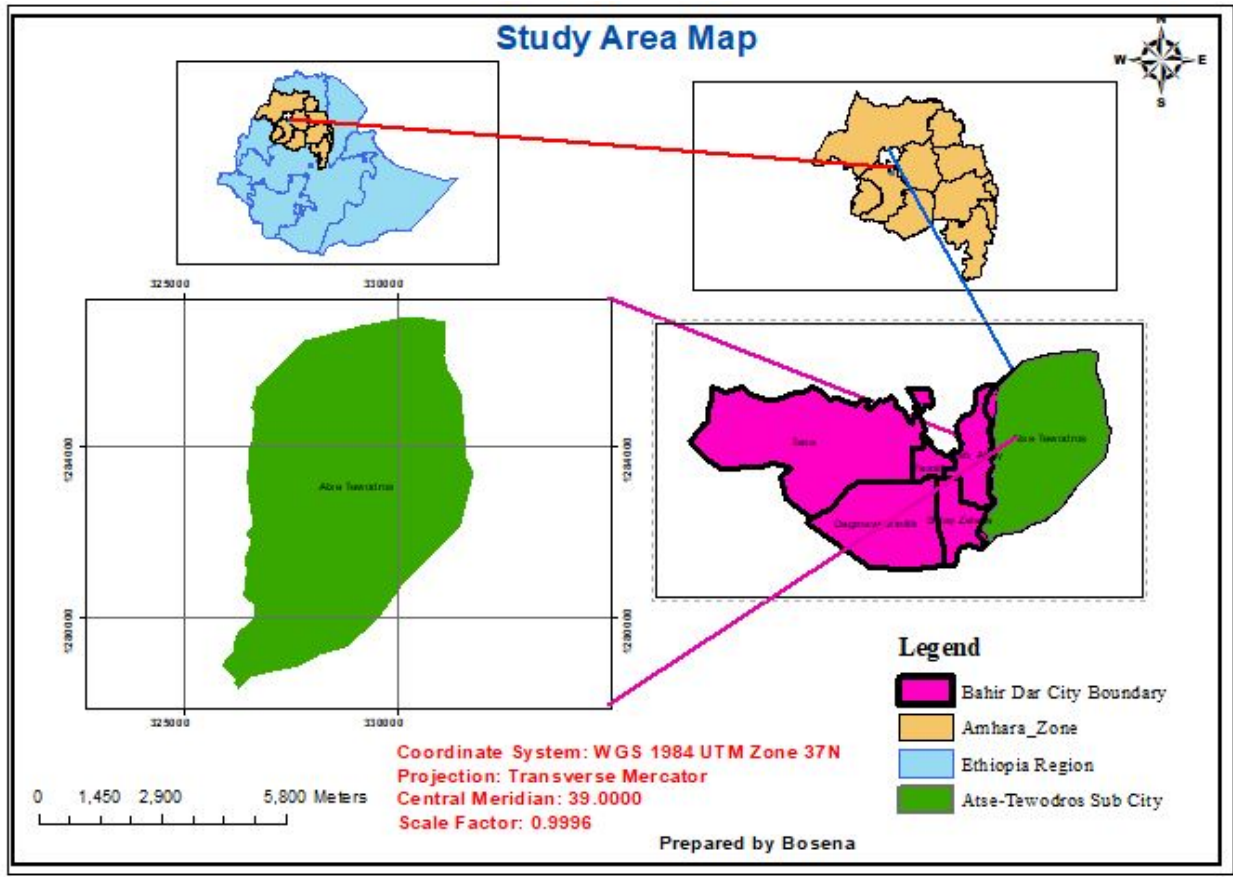 Study Area Map
N
W E
S
325000 330000
1284000 1284000
Atse Tewodros
1280000 1280000
325000 330000
Tana
Atse Tewodros
Legend
Bahir Dar City Boundary
Amhara_Zone
Ethiopia Region
Atse-Tewodros Sub City
Coordinate System: WGS 1984 UTM Zone 37N
Projection: Transverse Mercator
Central Meridian: 39.0000
Scale Factor: 0.9996
0 1,450 2,900 5,800 Meters
Prepared by Bosena